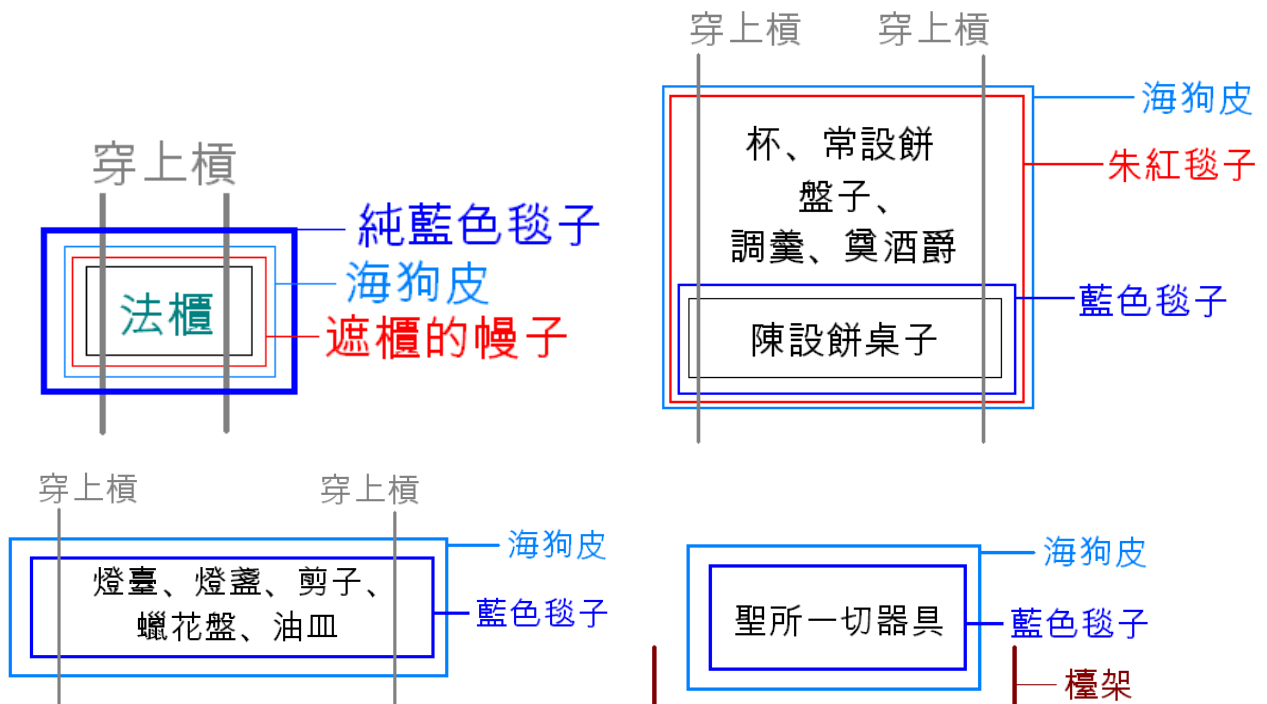 穿上槓
純藍色毯子
海狗皮
法櫃
遮櫃的幔子
穿上槓 穿上槓
海狗皮
杯、常設餅
朱紅毯子
盤子、
調羹、奠酒爵
藍色毯子
陳設餅桌子
穿上槓 穿上槓
海狗皮
燈臺、燈盞、剪子、
藍色毯子
蠟花盤、油皿
海狗皮
聖所一切器具
藍色毯子
檯架